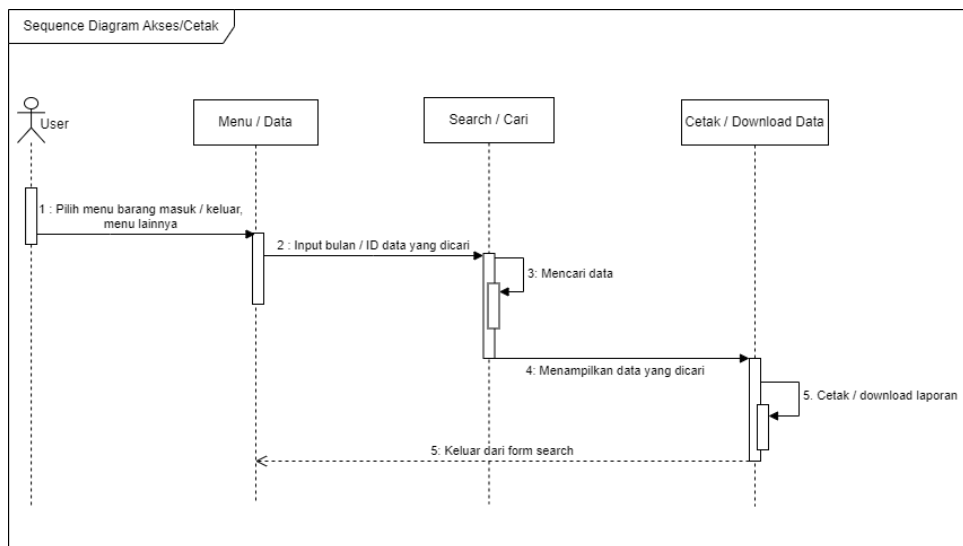 Sequence Diagram Akses/Cetak
User
Menu / Data
Search / Cari
Cetak / Download Data
1 : Pilih menu barang masuk / keluar,
menu lainnya
2 : Input bulan / ID data yang dicari
3: Mencari data
4: Menampilkan data yang dicari
5. Cetak / download laporan
5: Keluar dari form search